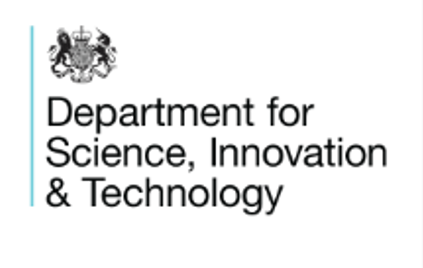 Department for
Science, Innovation
& Technology